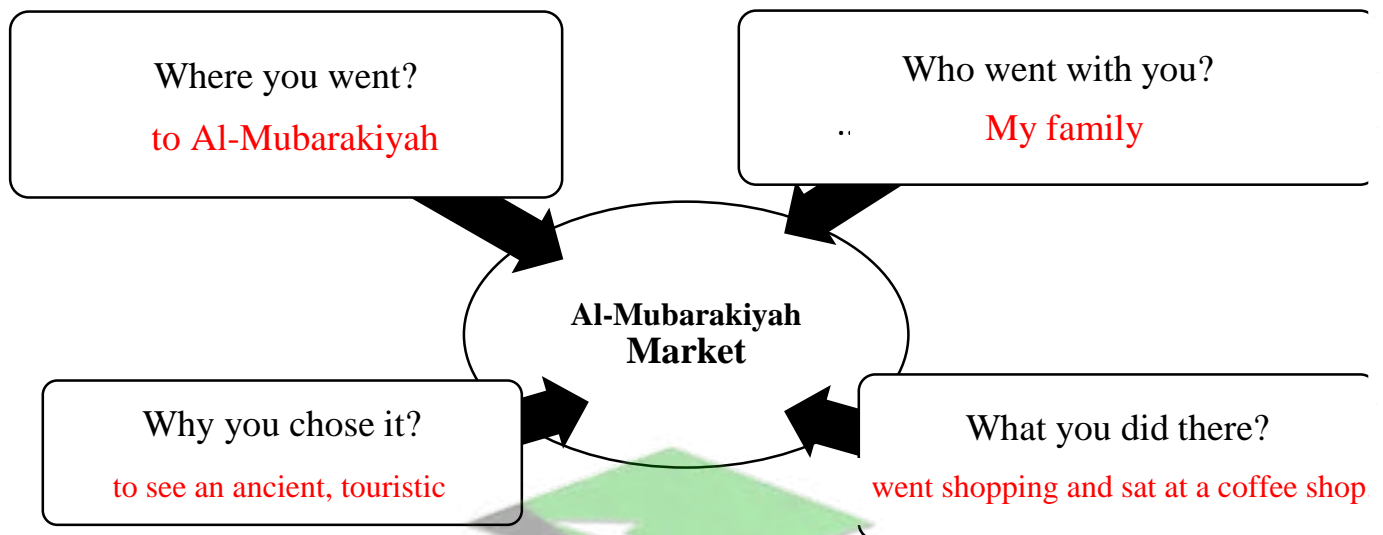 Where you went?
to Al-Mubarakiyah
Who went with you?
.. My family
Al-Mubarakiyah
Market
Why you chose it?
to see an ancient, touristic
What you did there?
went shopping and sat at a coffee shop